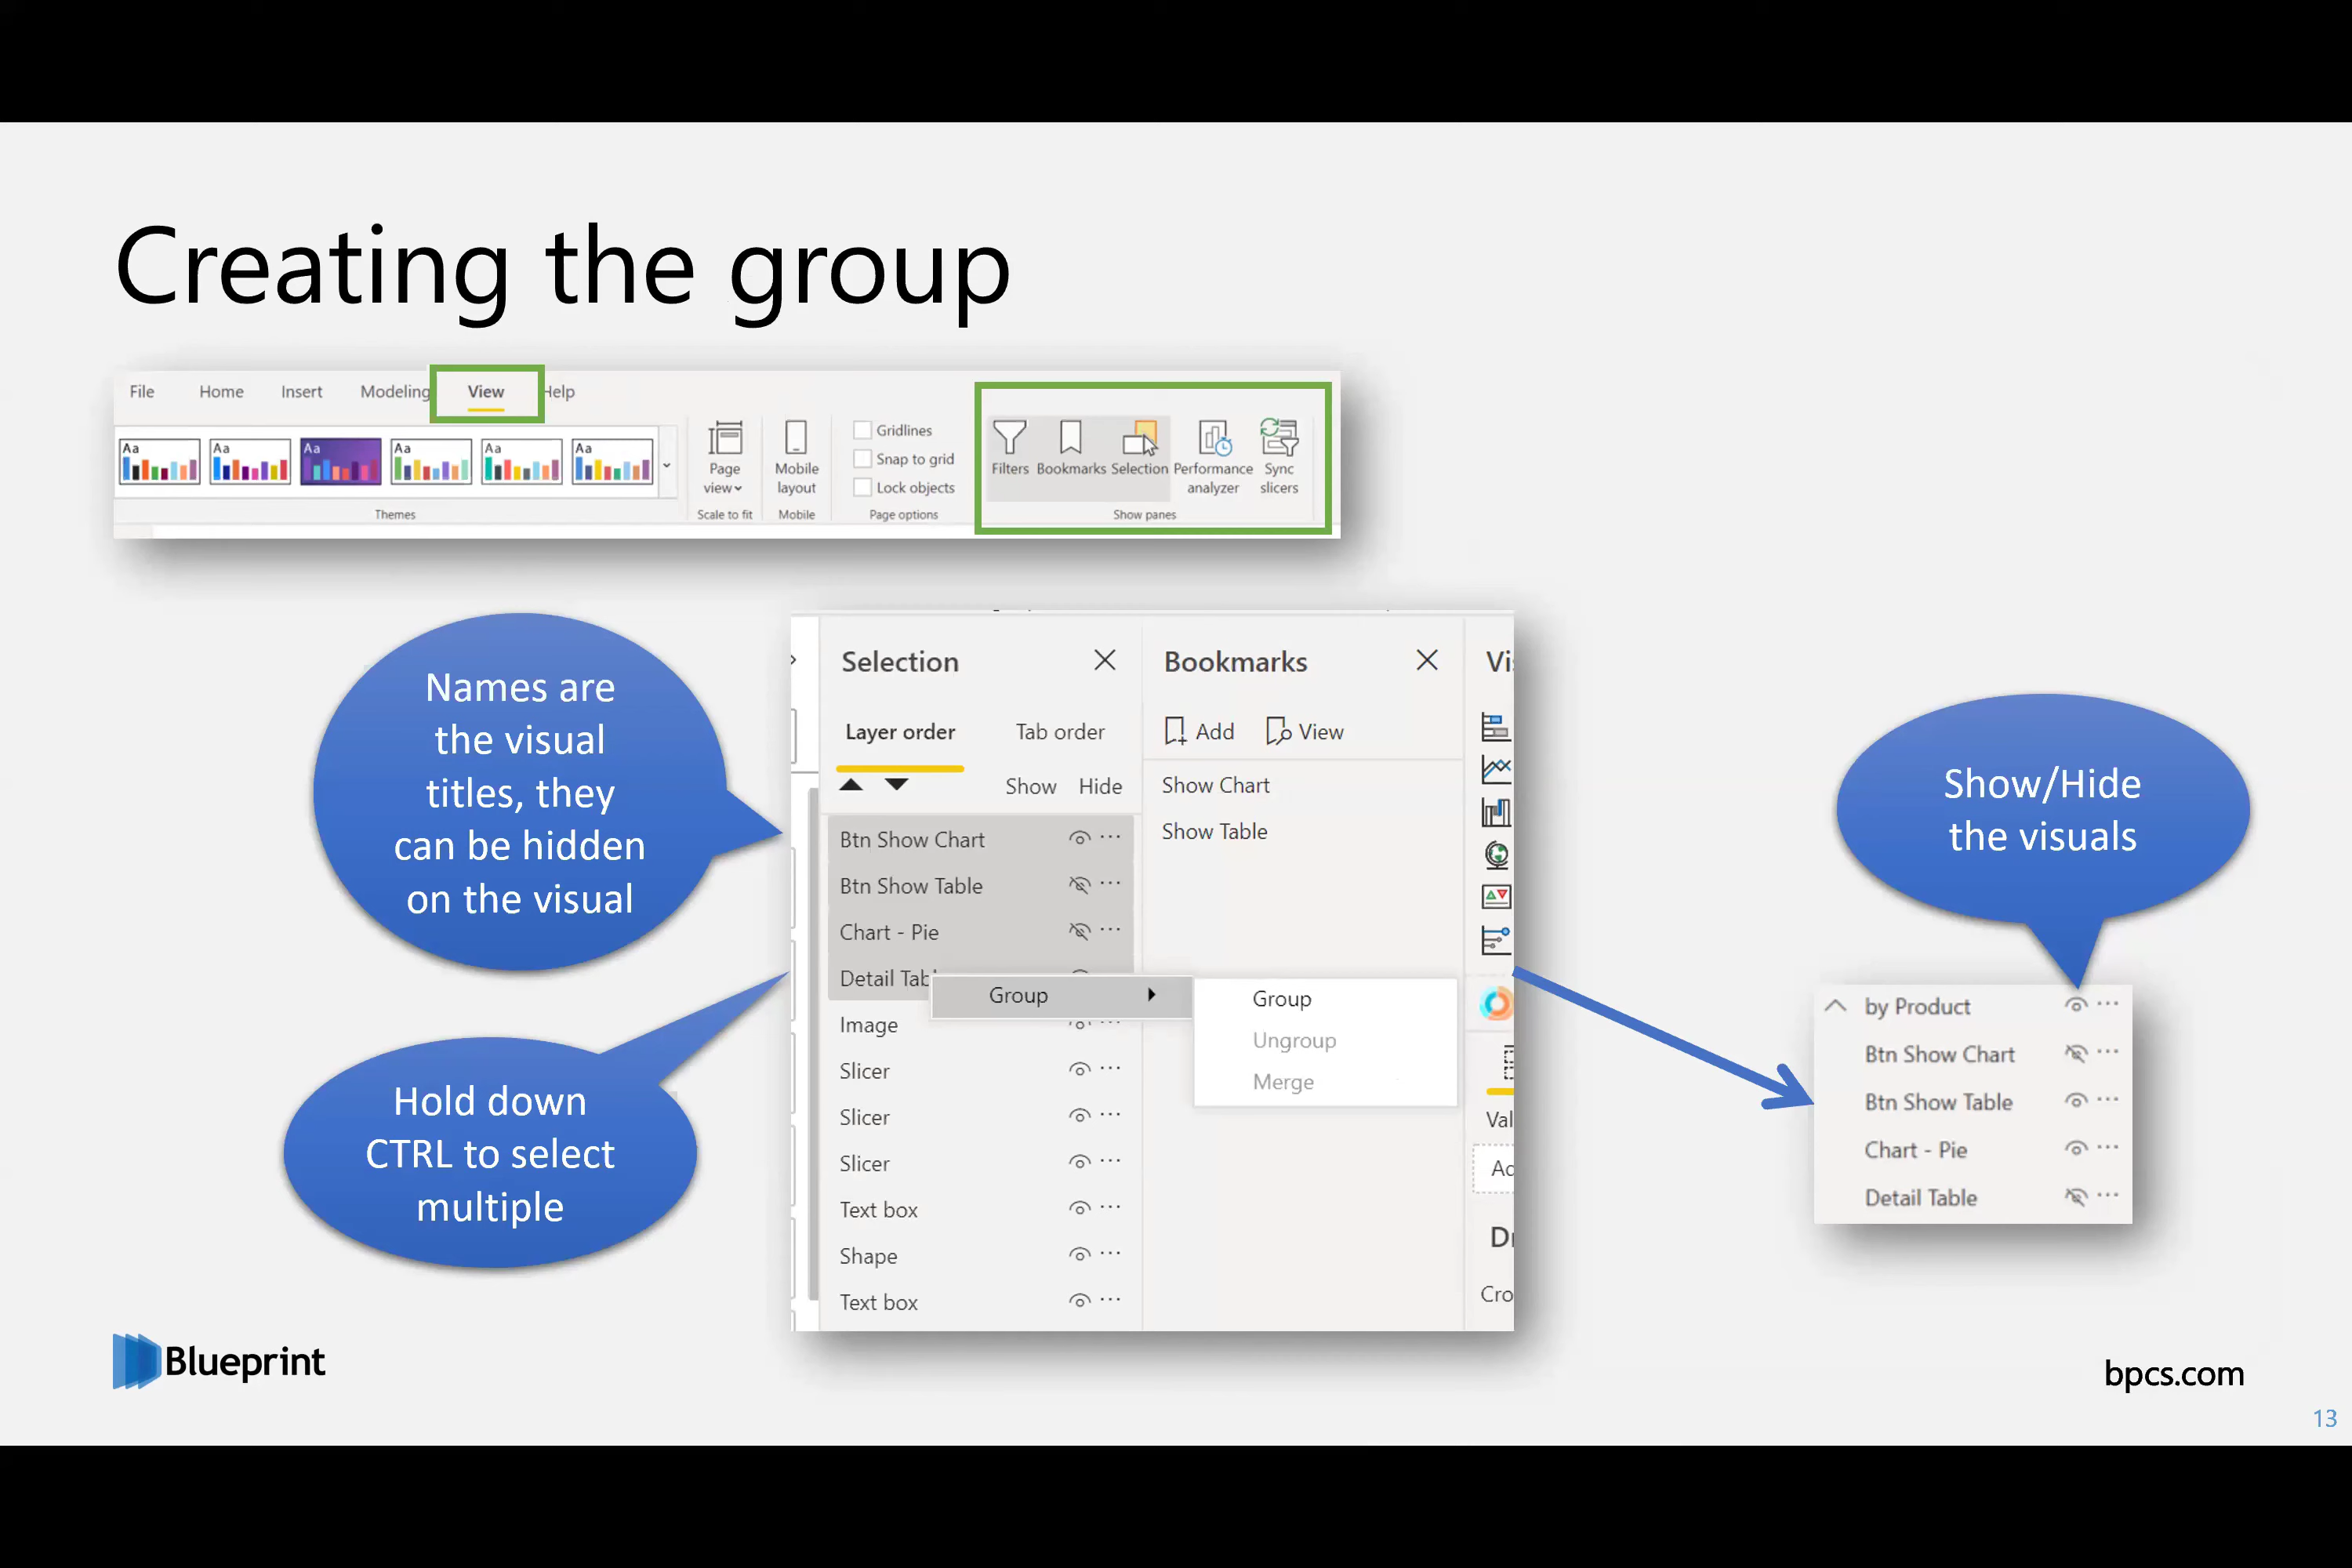 Creating the group
File Home Insert Modeling View Help
Aa Aa Aa Aa Aa Aa
Page view
Mobile layout
Gridlines
Snap to grid
Lock objects
Filters Bookmarks Selection Performance analyzer Sync slicers
Themes Scale to fit Mobile Page options Show panes
Names are
the visual
titles, they
can be hidden
on the visual
Hold down
CTRL to select
multiple
Selection
Layer order Tab order
Show Hide
Btn Show Chart
Btn Show Table
Chart - Pie
Detail Tab
Image
Slicer
Slicer
Slicer
Text box
Shape
Text box
Group
Group
Ungroup
Merge
Bookmarks
Add View
Show Chart
Show Table
Vi
Val
Ad
Cro
Show/Hide
the visuals
by Product
Btn Show Chart
Btn Show Table
Chart - Pie
Detail Table
Blueprint
bpcs.com
13